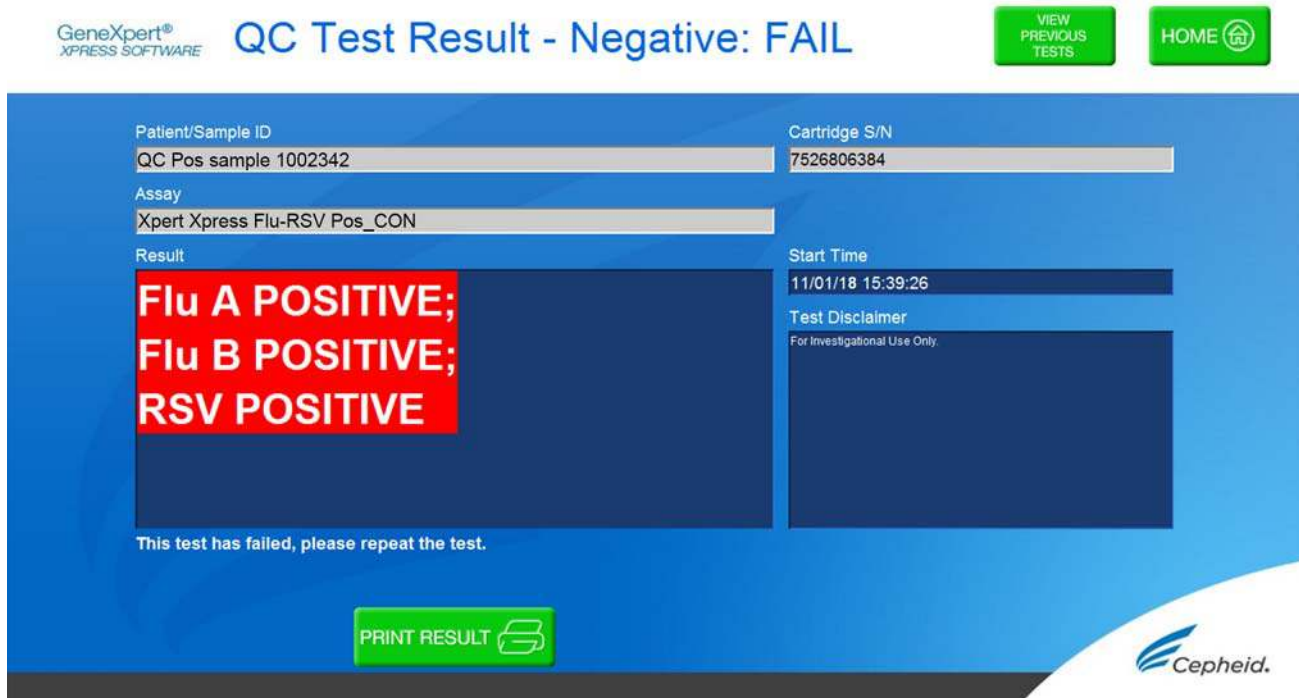 GeneXpert®
XPRESS SOFTWARE
QC Test Result - Negative: FAIL
VIEW
PREVIOUS
TESTS
HOME
Patient/Sample ID
QC Pos sample 1002342
Cartridge S/N
7526806384
Assay
Xpert Xpress Flu-RSV Pos_CON
Result
Flu A POSITIVE;
Flu B POSITIVE;
RSV POSITIVE
Start Time
11/01/18 15:39:26
Test Disclaimer
For Investigational Use Only.
This test has failed, please repeat the test.
PRINT RESULT
Cepheid.